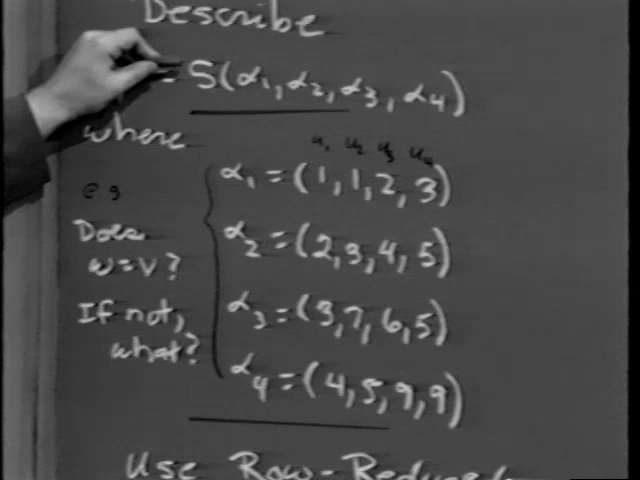 Describe
= S(α₁, α₂, α₃, α₄)
where
u₁ u₂ u₃ u₄
α₁ = (1, 1, 2, 3)
e g
Does
w = V?
α₂ = (2, 3, 4, 5)
If not,
what?
α₃ = (3, 7, 6, 5)
α₄ = (4, 5, 9, 9)
Use Row-Reduced